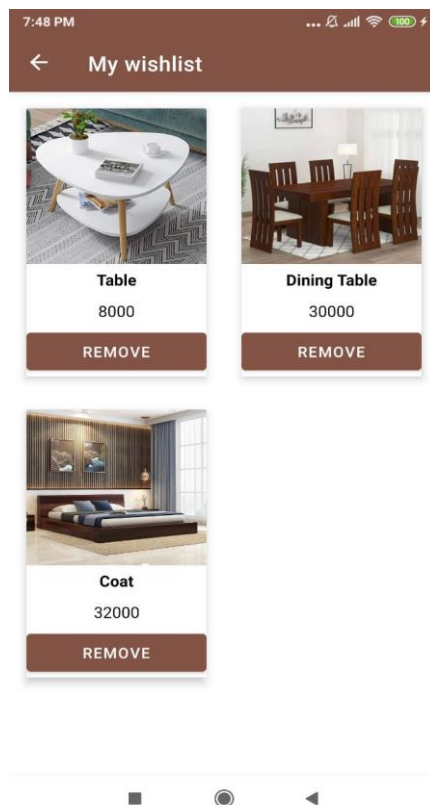 7:48 PM
... 100
My wishlist
Table
8000
REMOVE
Dining Table
30000
REMOVE
Coat
32000
REMOVE